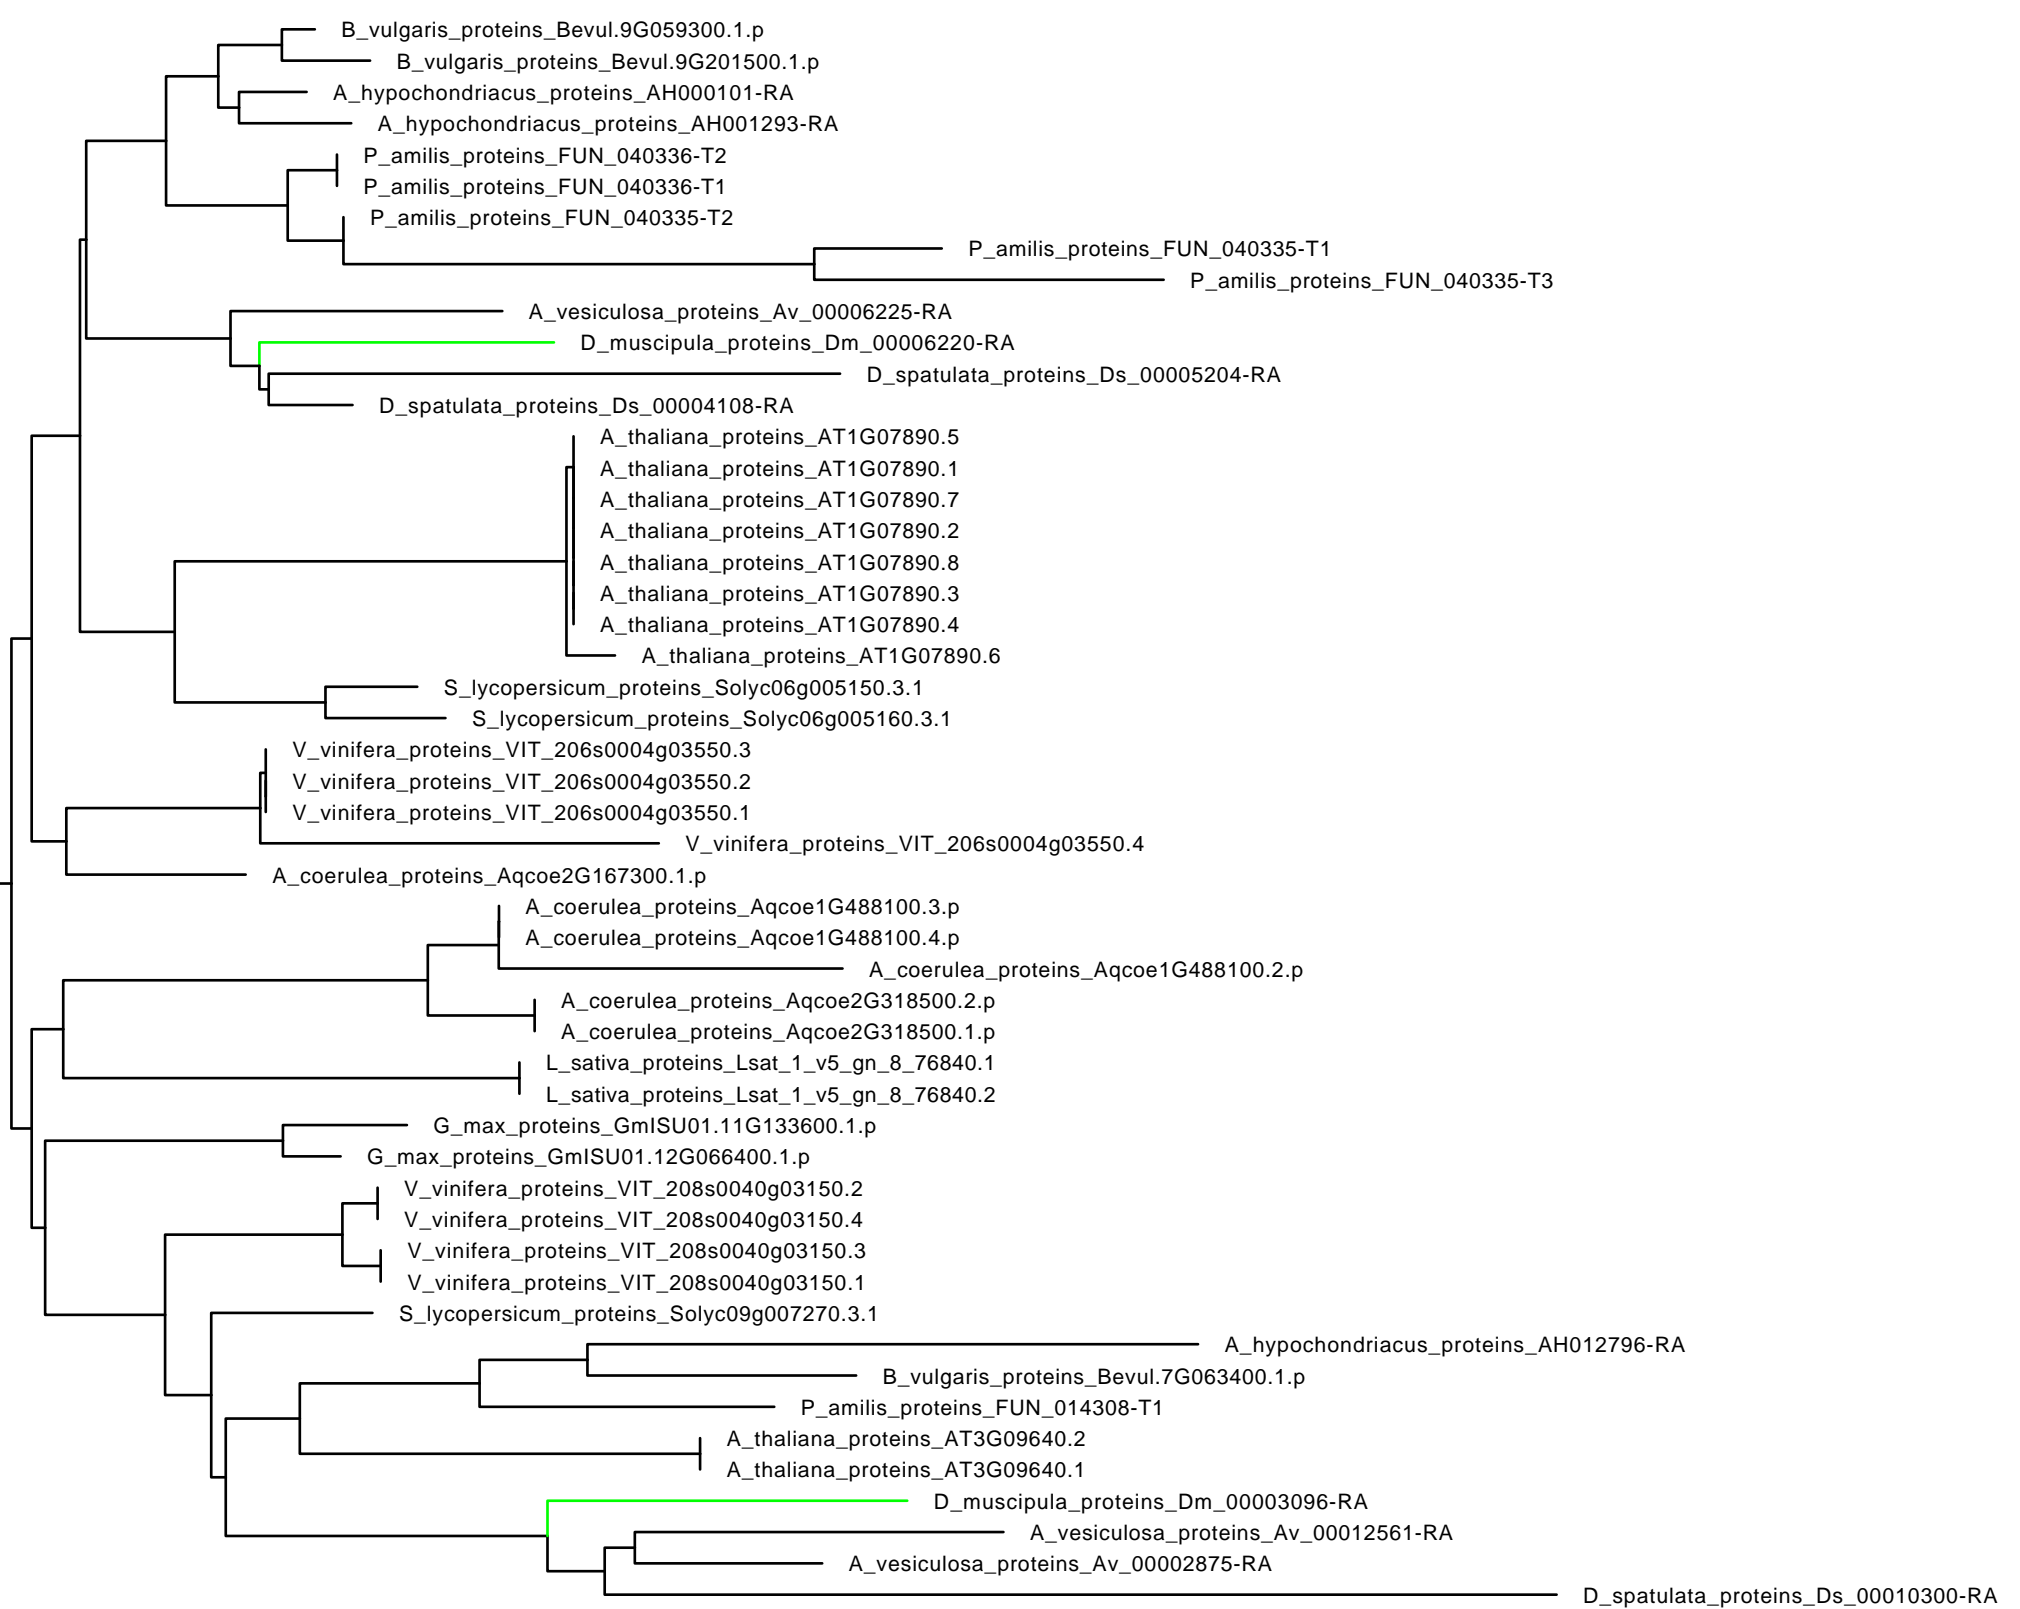 B_vulgaris_proteins_Bevul.9G059300.1.p
B_vulgaris_proteins_Bevul.9G201500.1.p
A_hypochondriacus_proteins_AH000101-RA
A_hypochondriacus_proteins_AH001293-RA
P_amilis_proteins_FUN_040336-T2
P_amilis_proteins_FUN_040336-T1
P_amilis_proteins_FUN_040335-T2
P_amilis_proteins_FUN_040335-T1
P_amilis_proteins_FUN_040335-T3
A_vesiculosa_proteins_Av_00006225-RA
D_muscipula_proteins_Dm_00006220-RA
D_spatulata_proteins_Ds_00005204-RA
D_spatulata_proteins_Ds_00004108-RA
A_thaliana_proteins_AT1G07890.5
A_thaliana_proteins_AT1G07890.1
A_thaliana_proteins_AT1G07890.7
A_thaliana_proteins_AT1G07890.2
A_thaliana_proteins_AT1G07890.8
A_thaliana_proteins_AT1G07890.3
A_thaliana_proteins_AT1G07890.4
A_thaliana_proteins_AT1G07890.6
S_lycopersicum_proteins_Solyc06g005150.3.1
S_lycopersicum_proteins_Solyc06g005160.3.1
V_vinifera_proteins_VIT_206s0004g03550.3
V_vinifera_proteins_VIT_206s0004g03550.2
V_vinifera_proteins_VIT_206s0004g03550.1
V_vinifera_proteins_VIT_206s0004g03550.4
A_coerulea_proteins_Aqcoe2G167300.1.p
A_coerulea_proteins_Aqcoe1G488100.3.p
A_coerulea_proteins_Aqcoe1G488100.4.p
A_coerulea_proteins_Aqcoe1G488100.2.p
A_coerulea_proteins_Aqcoe2G318500.2.p
A_coerulea_proteins_Aqcoe2G318500.1.p
L_sativa_proteins_Lsat_1_v5_gn_8_76840.1
L_sativa_proteins_Lsat_1_v5_gn_8_76840.2
G_max_proteins_GmISU01.11G133600.1.p
G_max_proteins_GmISU01.12G066400.1.p
V_vinifera_proteins_VIT_208s0040g03150.2
V_vinifera_proteins_VIT_208s0040g03150.4
V_vinifera_proteins_VIT_208s0040g03150.3
V_vinifera_proteins_VIT_208s0040g03150.1
S_lycopersicum_proteins_Solyc09g007270.3.1
A_hypochondriacus_proteins_AH012796-RA
B_vulgaris_proteins_Bevul.7G063400.1.p
P_amilis_proteins_FUN_014308-T1
A_thaliana_proteins_AT3G09640.2
A_thaliana_proteins_AT3G09640.1
D_muscipula_proteins_Dm_00003096-RA
A_vesiculosa_proteins_Av_00012561-RA
A_vesiculosa_proteins_Av_00002875-RA
D_spatulata_proteins_Ds_00010300-RA